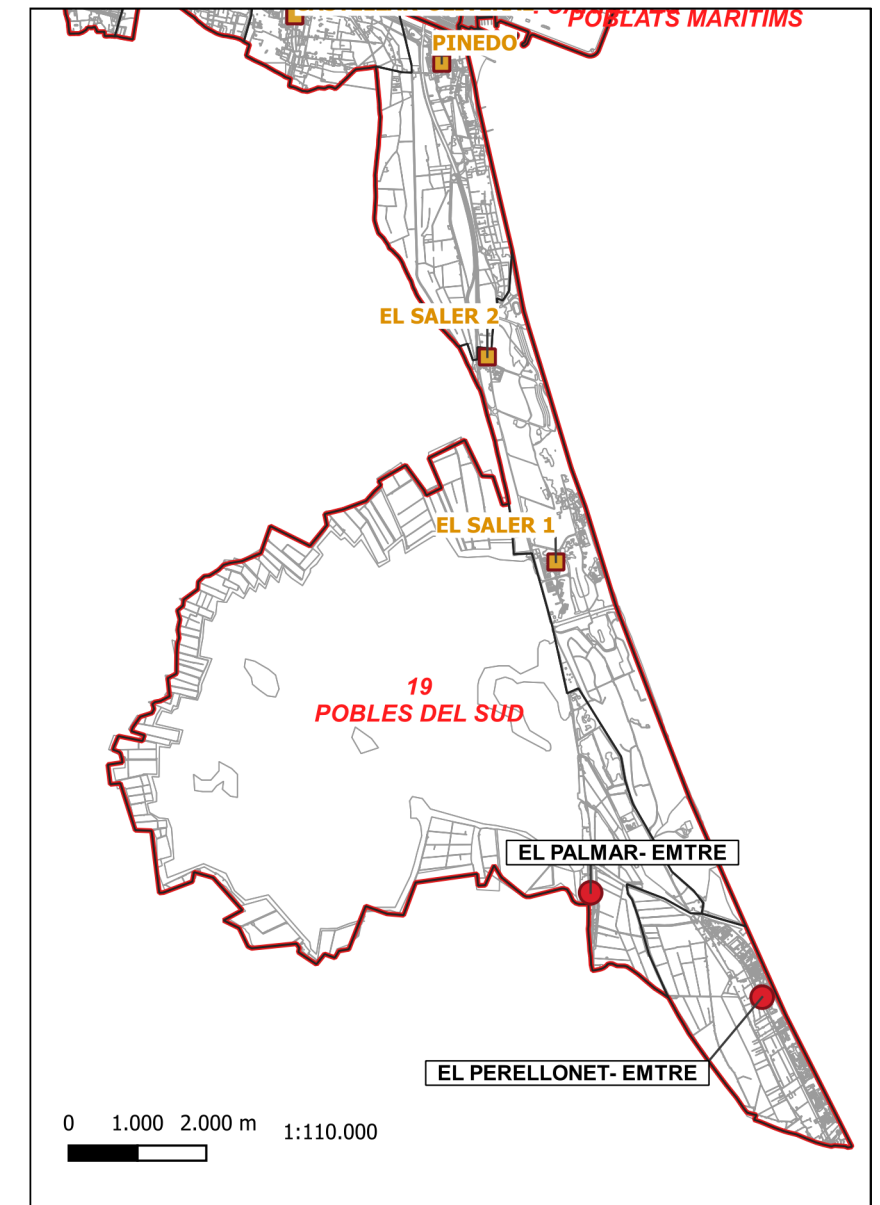 POBLATS MARITIMS
PINEDO
EL SALER 2
EL SALER 1
19
POBLES DEL SUD
EL PALMAR- EMTRE
EL PERELLONET- EMTRE
0 1.000 2.000 m
1:110.000